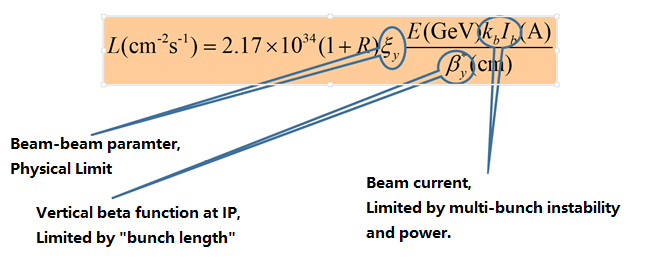 L(cm⁻²s⁻¹) = 2.17×10³⁴(1+R)ξ_y E(GeV)k_b I_b(A) / β_y(cm)
Beam-beam paramter,
Physical Limit
Vertical beta function at IP,
Limited by "bunch length"
Beam current,
Limited by multi-bunch instability
and power.